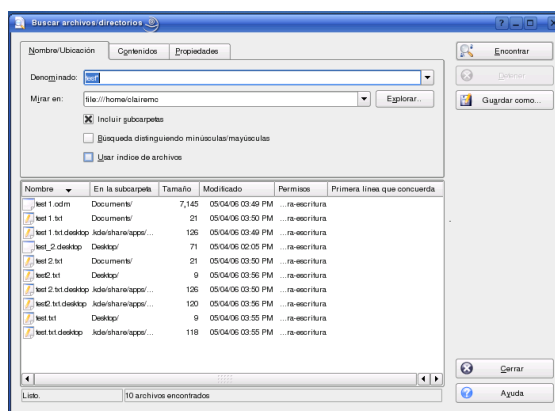 Buscar archivos/directorios
Nombre/Ubicación Contenidos Propiedades
Encontrar
Denominado: test*
Detener
Mirar en: file:///home/clairemc Explorar..
Guardar como...
Incluir subcarpetas
Búsqueda distinguiendo minúsculas/mayúsculas
Usar índice de archivos
Nombre En la subcarpeta Tamaño Modificado Permisos Primera línea que concuerda
test 1.odm Documents/ 7,145 05/04/06 03:49 PM ...ra-escritura
test 1.txt Documents/ 21 05/04/06 03:50 PM ...ra-escritura
test 1.txt.desktop .kde/share/apps/... 126 05/04/06 03:49 PM ...ra-escritura
test_2.desktop Desktop/ 71 05/04/06 02:05 PM ...ra-escritura
test 2.txt Documents/ 21 05/04/06 03:50 PM ...ra-escritura
test2.txt Desktop/ 9 05/04/06 03:56 PM ...ra-escritura
test 2.txt.desktop .kde/share/apps/... 126 05/04/06 03:50 PM ...ra-escritura
test2.txt.desktop .kde/share/apps/... 120 05/04/06 03:56 PM ...ra-escritura
test.txt Desktop/ 9 05/04/06 03:55 PM ...ra-escritura
test.txt.desktop .kde/share/apps/... 118 05/04/06 03:55 PM ...ra-escritura
Cerrar
Listo. 10 archivos encontrados
Ayuda